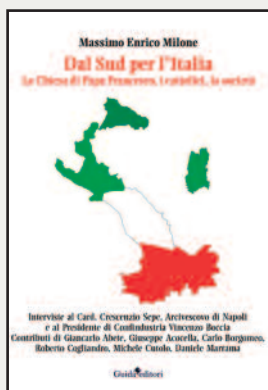 Massimo Enrico Milone
Dal Sud per l'Italia
La Chiesa di Papa Francesco, i cattolici, la società
Interviste al Card. Crescenzio Sepe, Arcivescovo di Napoli
e al Presidente di Confindustria Vincenzo Boccia
Contributi di Giancarlo Abete, Giuseppe Acocella, Carlo Borgomeo,
Roberto Cogliandro, Michele Cutolo, Daniele Marrama
Guida editori